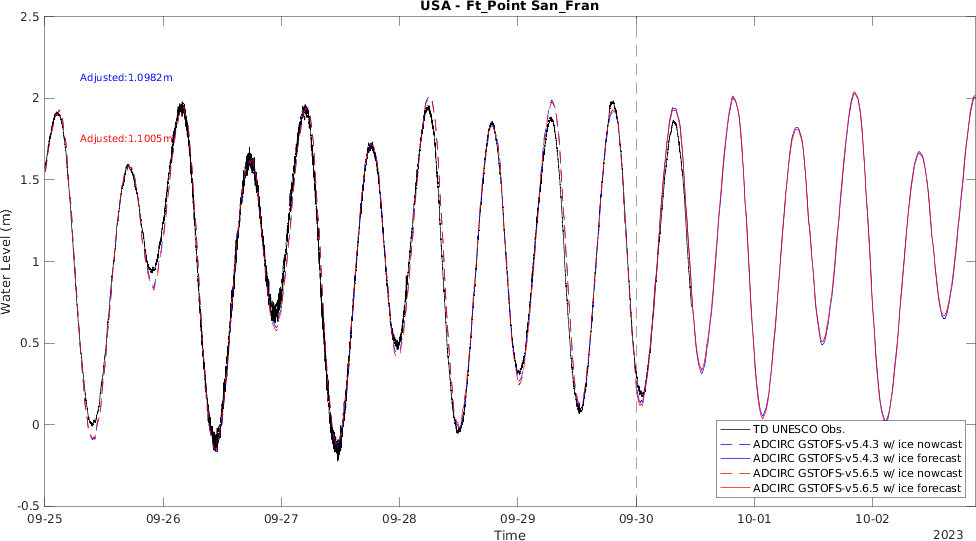 USA - Ft_Point San_Fran
2.5
2
1.5
1
0.5
0
-0.5
Water Level (m)
Adjusted:1.0982m
Adjusted:1.1005m
TD UNESCO Obs.
ADCIRC GSTOFS-v5.4.3 w/ ice nowcast
ADCIRC GSTOFS-v5.4.3 w/ ice forecast
ADCIRC GSTOFS-v5.6.5 w/ ice nowcast
ADCIRC GSTOFS-v5.6.5 w/ ice forecast
09-25 09-26 09-27 09-28 09-29 09-30 10-01 10-02
Time
2023